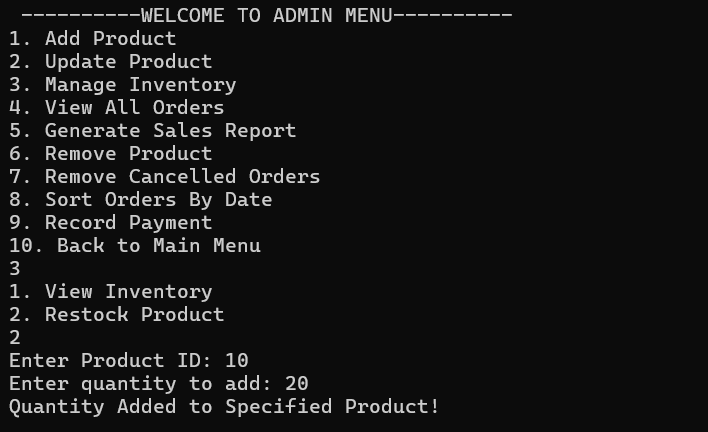 ----------WELCOME TO ADMIN MENU----------
1. Add Product
2. Update Product
3. Manage Inventory
4. View All Orders
5. Generate Sales Report
6. Remove Product
7. Remove Cancelled Orders
8. Sort Orders By Date
9. Record Payment
10. Back to Main Menu
3
1. View Inventory
2. Restock Product
2
Enter Product ID: 10
Enter quantity to add: 20
Quantity Added to Specified Product!